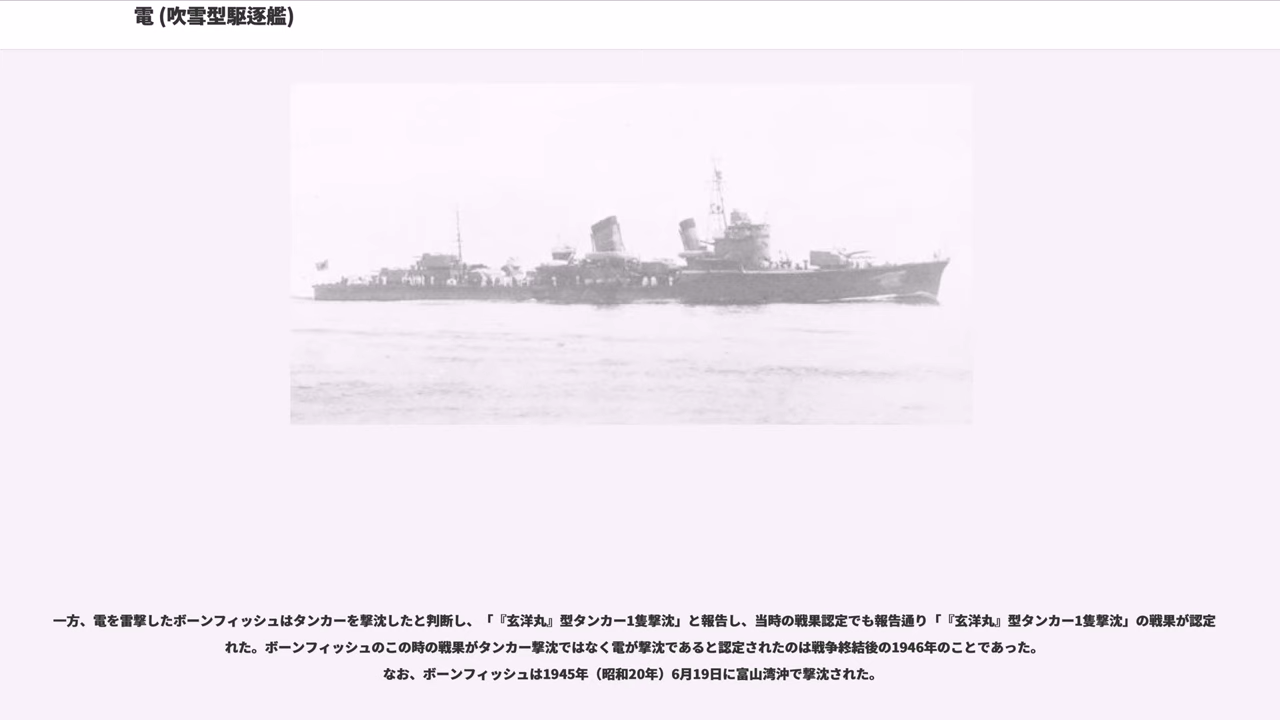 電 (吹雪型駆逐艦)
一方、電を雷撃したボーンフィッシュはタンカーを撃沈したと判断し、「『玄洋丸』型タンカー1隻撃沈」と報告し、当時の戦果認定でも報告通り「『玄洋丸』型タンカー1隻撃沈」の戦果が認定
れた。ボーンフィッシュのこの時の戦果がタンカー撃沈ではなく電が撃沈であると認定されたのは戦争終結後の1946年のことであった。
なお、ボーンフィッシュは1945年（昭和20年）6月19日に富山湾沖で撃沈された。